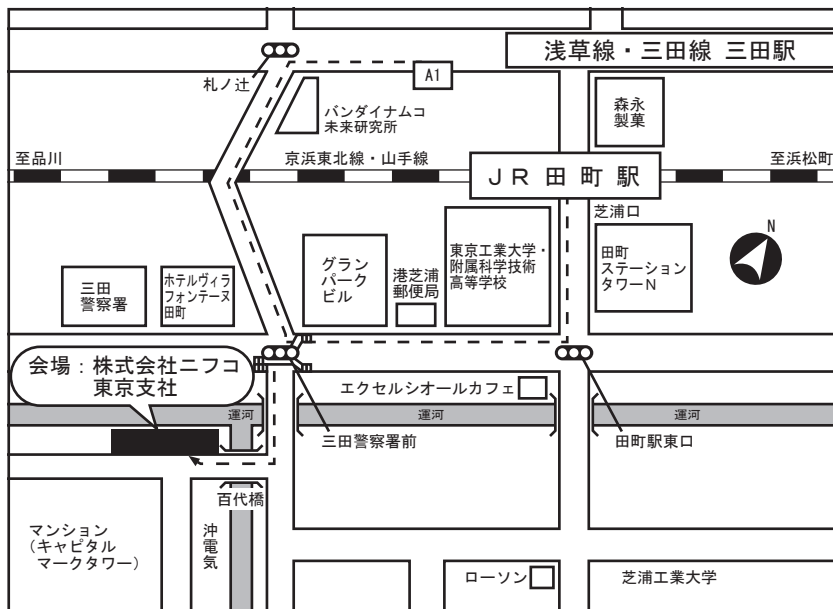 浅草線・三田線 三田駅
A1
札ノ辻
バンダイナムコ
未来研究所
森永
製菓
至品川
京浜東北線・山手線
至浜松町
JR田町駅
芝浦口
N
三田
警察署
ホテルヴィラ
フォンテーヌ
田町
グラン
パーク
ビル
港芝浦
郵便局
東京工業大学・
附属科学技術
高等学校
田町
ステーション
タワーN
会場：株式会社ニフコ
東京支社
エクセルシオールカフェ
運河
運河
運河
三田警察署前
田町駅東口
百代橋
マンション
(キャピタル
マークタワー)
沖電気
ローソン
芝浦工業大学